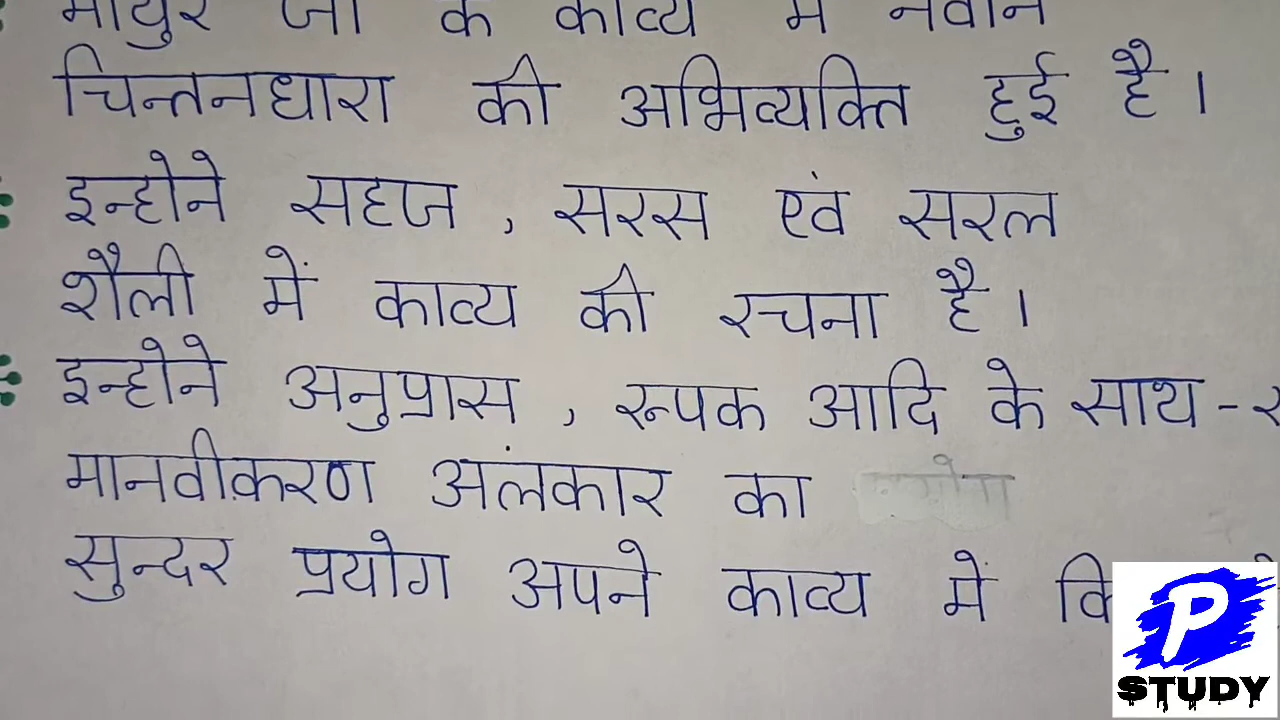 माथुर जी के काव्य में नवीन
चिन्तनधारा की अभिव्यक्ति हुई है।
इन्होने सहज , सरस एवं सरल
शैली में काव्य की रचना है।
इन्होने अनुप्रास , रूपक आदि के साथ -
मानवीकरण अलंकार का
सुन्दर प्रयोग अपने काव्य में
P
STUDY